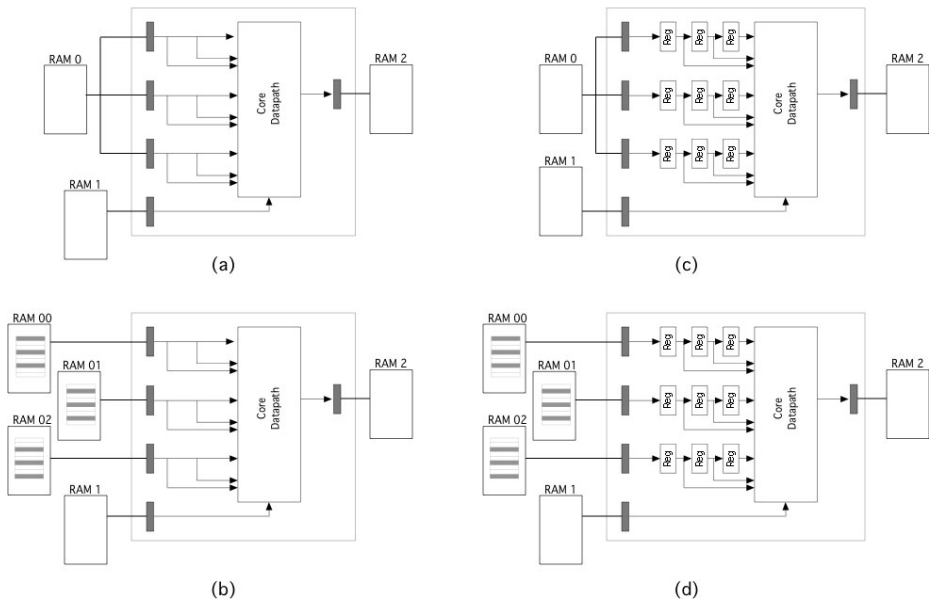 RAM 0
RAM 1
Core
Datapath
RAM 2
(a)
RAM 0
RAM 1
Reg Reg Reg
Reg Reg Reg
Reg Reg Reg
Core
Datapath
RAM 2
(c)
RAM 00
RAM 01
RAM 02
RAM 1
Core
Datapath
RAM 2
(b)
RAM 00
RAM 01
RAM 02
RAM 1
Reg Reg Reg
Reg Reg Reg
Reg Reg Reg
Core
Datapath
RAM 2
(d)